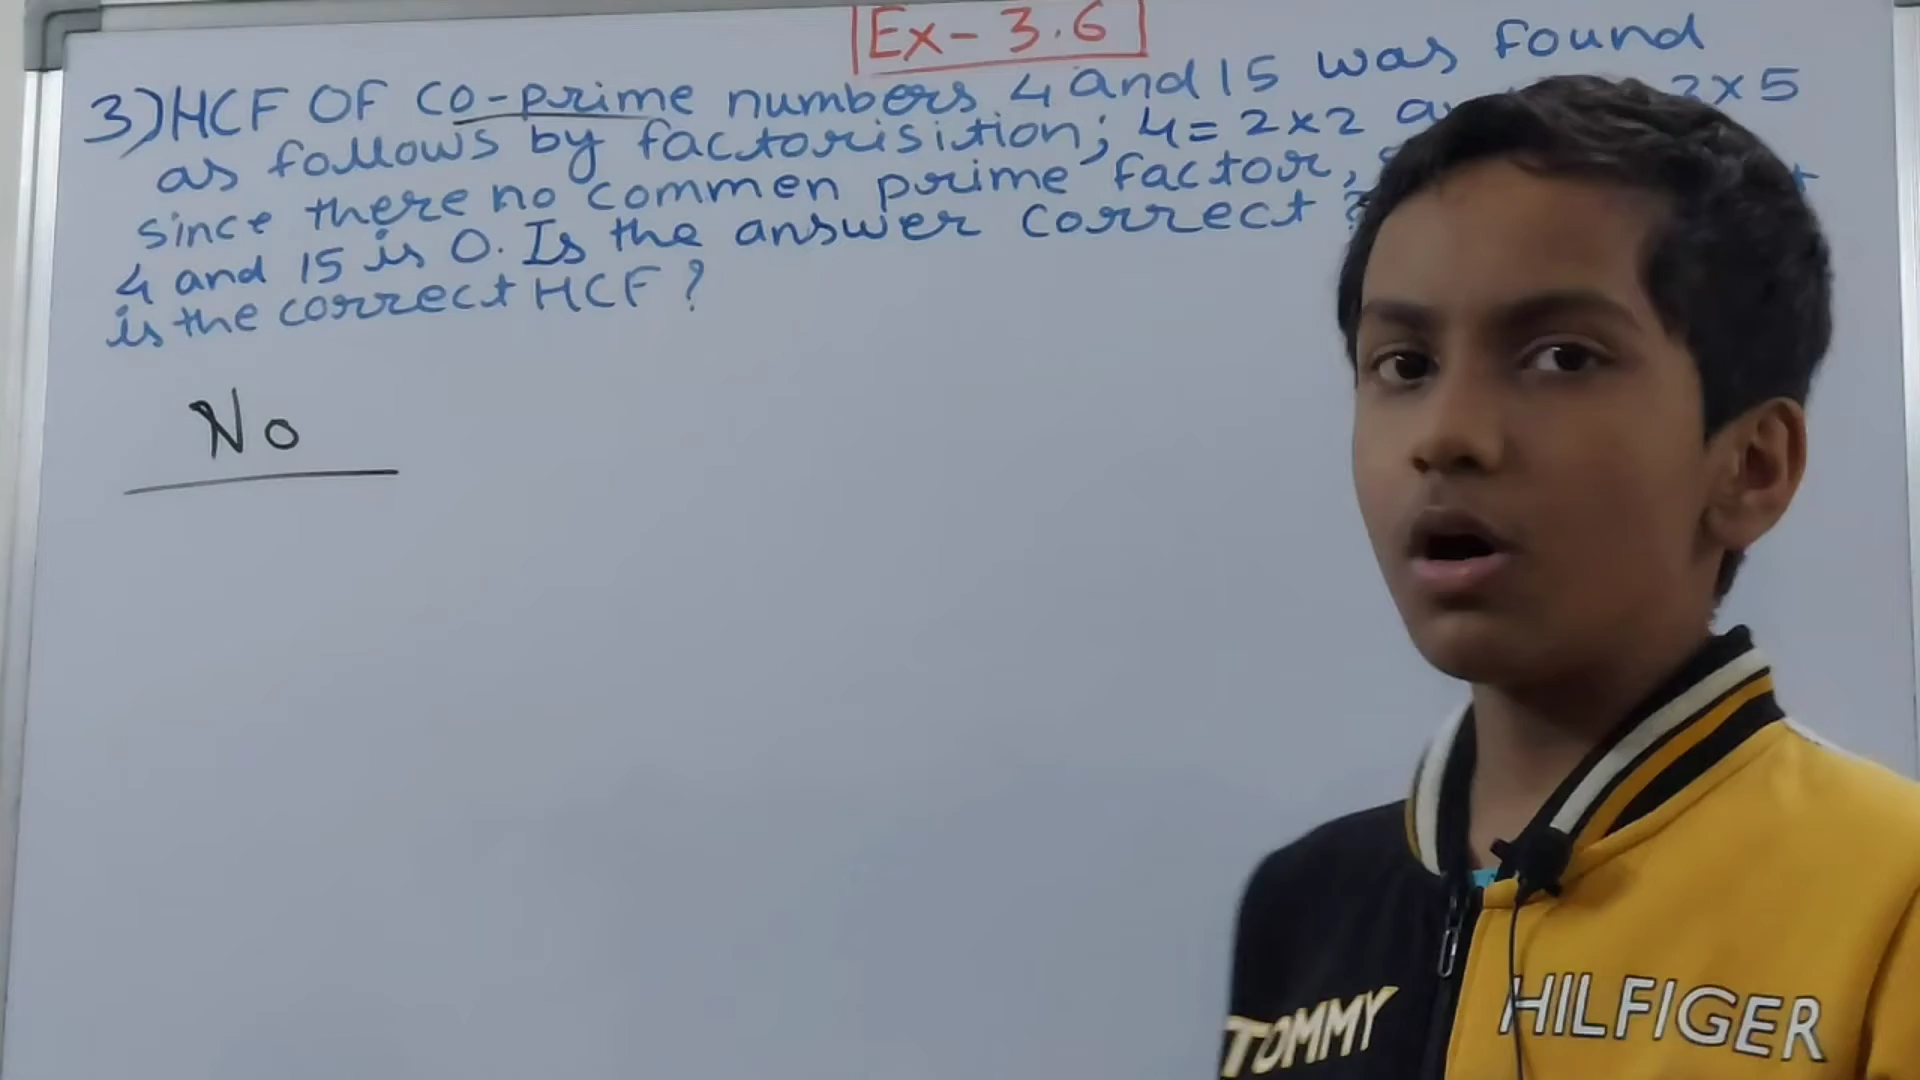 Ex- 3.6
3) HCF OF Co-prime numbers 4 and 15 was found
as follows by factorisition; 4=2x2 2x5
since there no commen prime factor,
4 and 15 is 0. Is the answer correct ?
is the correct HCF ?
No
TOMMY HILFIGER